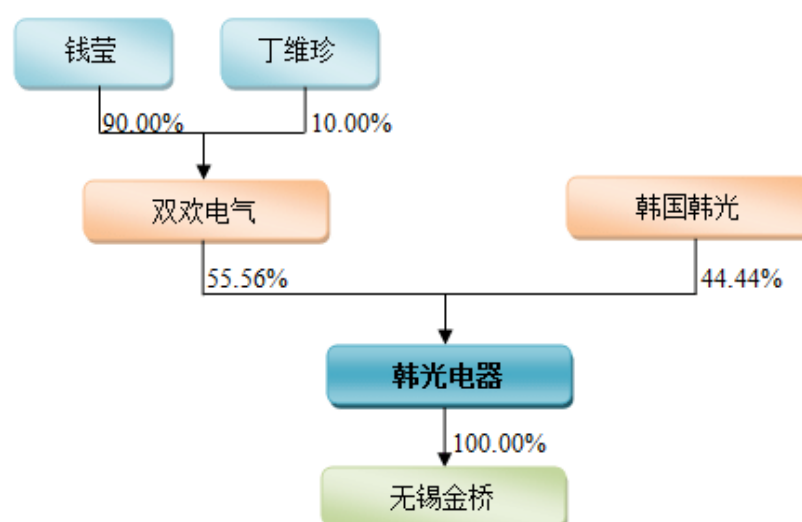 钱莹
丁维珍
90.00%
10.00%
双欢电气
韩国韩光
55.56%
44.44%
韩光电器
100.00%
无锡金桥